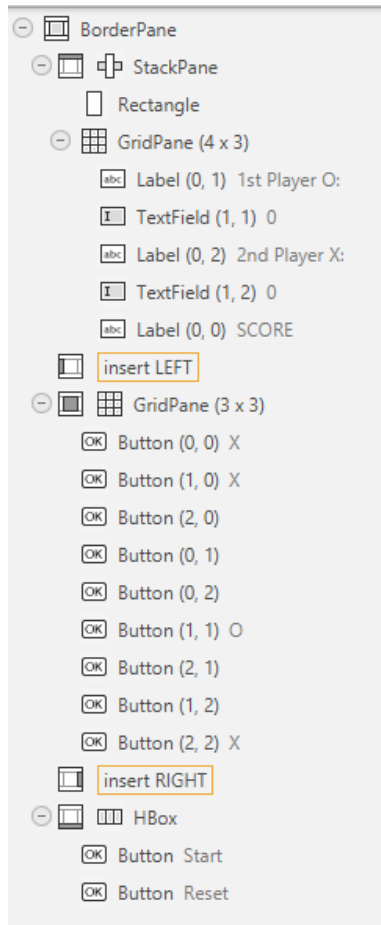 BorderPane
StackPane
Rectangle
GridPane (4 x 3)
abc Label (0, 1) 1st Player O:
I TextField (1, 1) 0
abc Label (0, 2) 2nd Player X:
I TextField (1, 2) 0
abc Label (0, 0) SCORE
insert LEFT
GridPane (3 x 3)
OK Button (0, 0) X
OK Button (1, 0) X
OK Button (2, 0)
OK Button (0, 1)
OK Button (0, 2)
OK Button (1, 1) O
OK Button (2, 1)
OK Button (1, 2)
OK Button (2, 2) X
insert RIGHT
HBox
OK Button Start
OK Button Reset